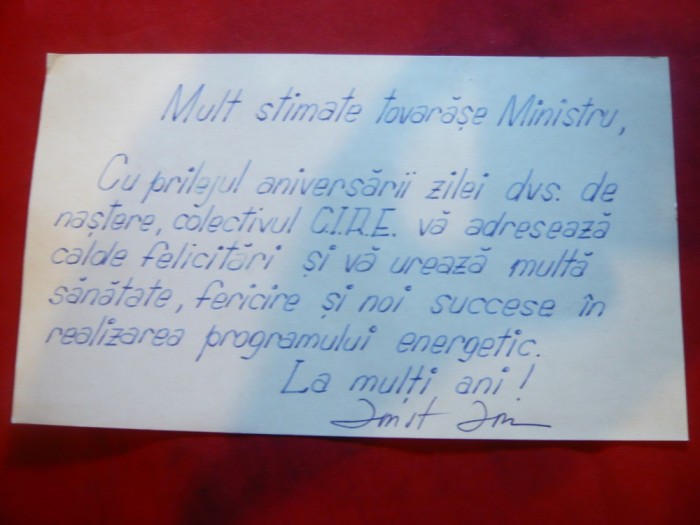 Mult stimate tovarășe Ministru,
Cu prilejul aniversării zilei dvs. de
naștere, colectivul C.I.R.E. vă adresează
calde felicitări și vă urează multă
sănătate, fericire și noi succese în
realizarea programului energetic.
La mulți ani!